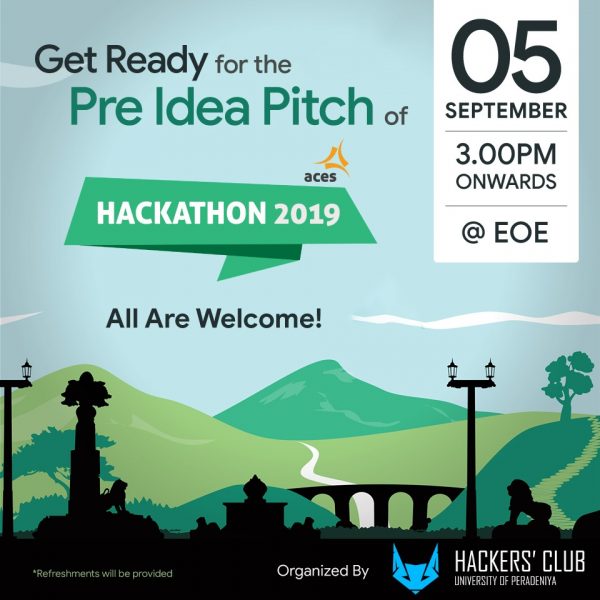 Get Ready for the
Pre Idea Pitch of
aces
HACKATHON 2019
All Are Welcome!
05
SEPTEMBER
3.00PM
ONWARDS
@ EOE
*Refreshments will be provided
Organized By
HACKERS' CLUB
UNIVERSITY OF PERADENIYA